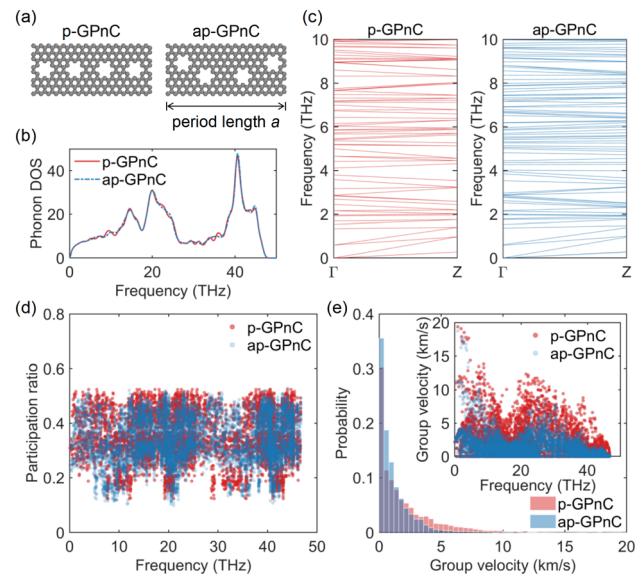 (a)
p-GPnC
ap-GPnC
period length a
(b)
Phonon DOS
40
20
0
p-GPnC
ap-GPnC
0
20
40
Frequency (THz)
(c)
p-GPnC
ap-GPnC
Frequency (THz)
10
8
6
4
2
0
Γ
Z
Frequency (THz)
10
8
6
4
2
0
Γ
Z
(d)
Participation ratio
0.8
0.6
0.4
0.2
0
p-GPnC
ap-GPnC
0
10
20
30
40
50
Frequency (THz)
(e)
Probability
0.4
0.3
0.2
0.1
0
Group velocity (km/s)
20
15
10
5
0
p-GPnC
ap-GPnC
0
20
40
Frequency (THz)
p-GPnC
ap-GPnC
0
5
10
15
20
Group velocity (km/s)